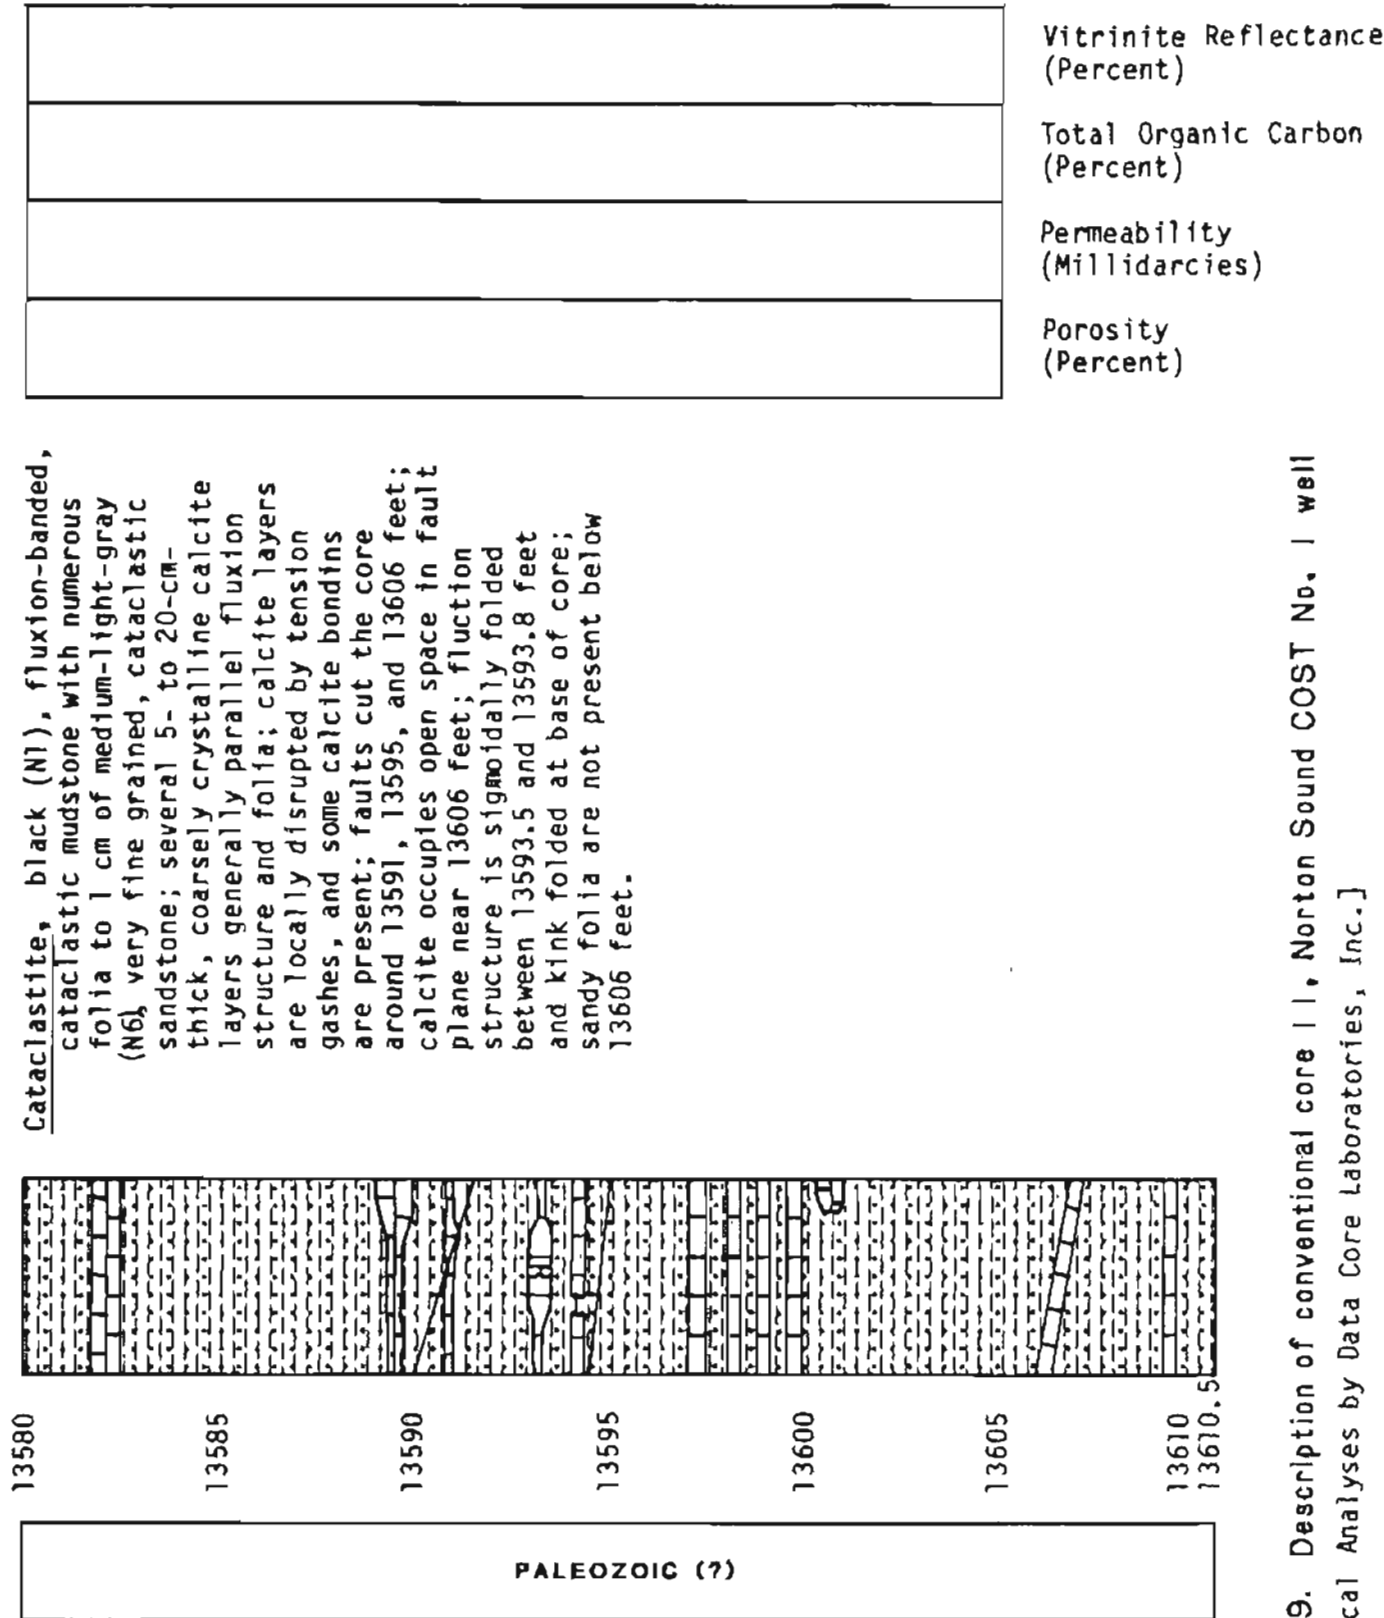 Vitrinite Reflectance
(Percent)
Total Organic Carbon
(Percent)
Permeability
(Millidarcies)
Porosity
(Percent)
Cataclastite, black (N1), fluxion-banded,
cataclastic mudstone with numerous
folia to 1 cm of medium-light-gray
(N6), very fine grained, cataclastic
sandstone; several 5- to 20-cm-
thick, coarsely crystalline calcite
layers generally parallel fluxion
structure and folia; calcite layers
are locally disrupted by tension
gashes, and some calcite bondins
are present; faults cut the core
around 13591, 13595, and 13606 feet;
calcite occupies open space in fault
plane near 13606 feet; fluction
structure is sigmoidally folded
between 13593.5 and 13593.8 feet
and kink folded at base of core;
sandy folia are not present below
13606 feet.
13580
13585
13590
13595
13600
13605
13610
13610.5
PALEOZOIC (?)
9. Description of conventional core 11, Norton Sound COST No. 1 well
cal Analyses by Data Core Laboratories, Inc.]